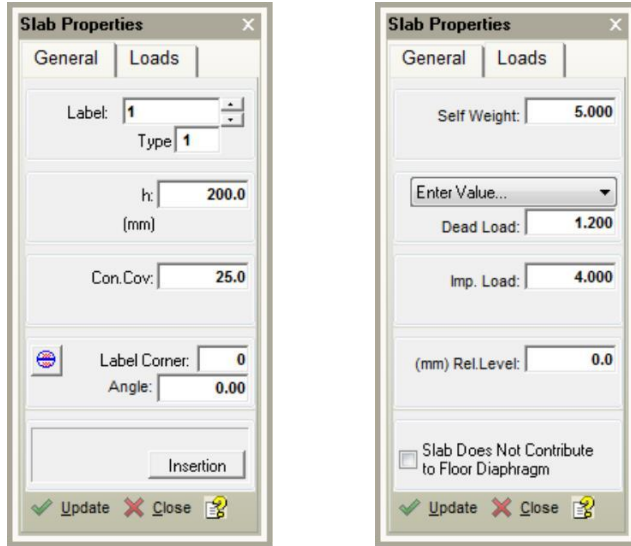 Slab Properties X
General Loads
Label: 1
Type 1
h: 200.0
(mm)
Con.Cov: 25.0
Label Corner: 0
Angle: 0.00
Insertion
Update Close
Slab Properties X
General Loads
Self Weight: 5.000
Enter Value...
Dead Load: 1.200
Imp. Load: 4.000
(mm) Rel.Level: 0.0
Slab Does Not Contribute
to Floor Diaphragm
Update Close